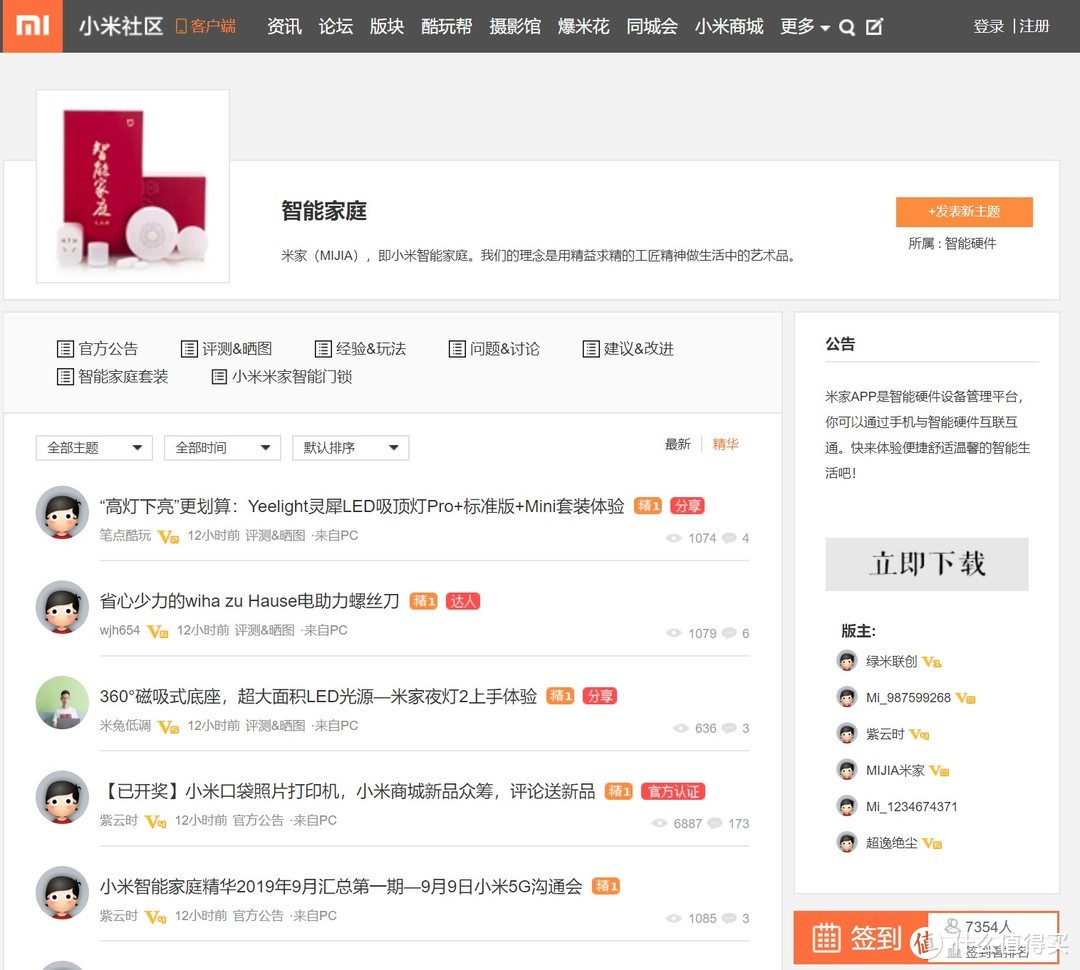 小米社区 客户端 资讯 论坛 版块 酷玩帮 摄影馆 爆米花 同城会 小米商城 更多 登录 | 注册
智能家庭
智能家庭
米家（MIJIA），即小米智能家庭。我们的理念是用精益求精的工匠精神做生活中的艺术品。
+发表新主题
所属 : 智能硬件
官方公告 评测&晒图 经验&玩法 问题&讨论 建议&改进
智能家庭套装 小米米家智能门锁
全部主题 全部时间 默认排序 最新 精华
“高灯下亮”更划算：Yeelight灵犀LED吸顶灯Pro+标准版+Mini套装体验 精1 分享
笔点酷玩 12小时前 评测&晒图 ·来自PC 1074 4
省心少力的wiha zu Hause电助力螺丝刀 精1 达人
wjh654 12小时前 评测&晒图 ·来自PC 1079 6
360°磁吸式底座，超大面积LED光源—米家夜灯2上手体验 精1 分享
米兔低调 12小时前 评测&晒图 ·来自PC 636 3
【已开奖】小米口袋照片打印机，小米商城新品众筹，评论送新品 精1 官方认证
紫云时 12小时前 官方公告 ·来自PC 6887 173
小米智能家庭精华2019年9月汇总第一期—9月9日小米5G沟通会 精1
紫云时 12小时前 官方公告 ·来自PC 1085 3
公告
米家APP是智能硬件设备管理平台，
你可以通过手机与智能硬件互联互
通。快来体验便捷舒适温馨的智能生
活吧！
立即下载
版主:
绿米联创
Mi_987599268
紫云时
MIJIA米家
Mi_1234674371
超逸绝尘
签到
7354人
签到看排名
值 什么值得买